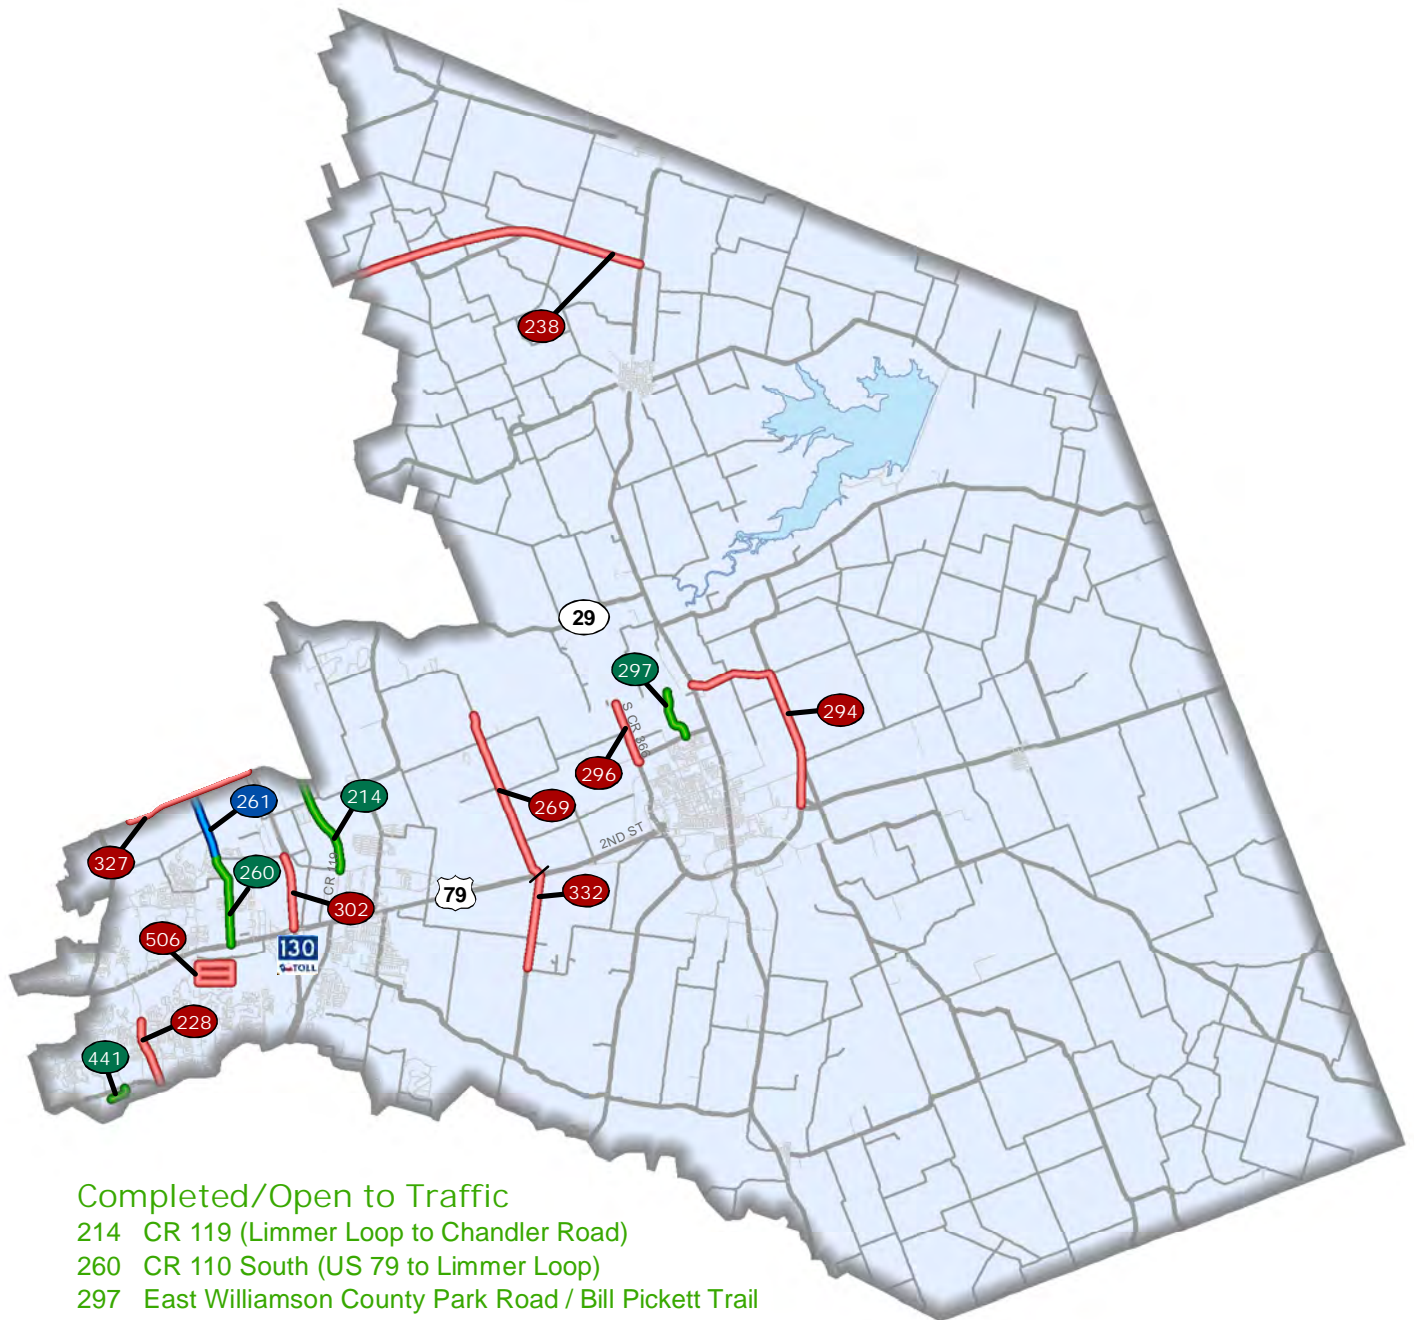 238
29
297
294
S CR 366
296
261
214
269
2ND ST
327
CR 119
260
79
332
302
506
130
TOLL
228
441
Completed/Open to Traffic
214 CR 119 (Limmer Loop to Chandler Road)
260 CR 110 South (US 79 to Limmer Loop)
297 East Williamson County Park Road / Bill Pickett Trail